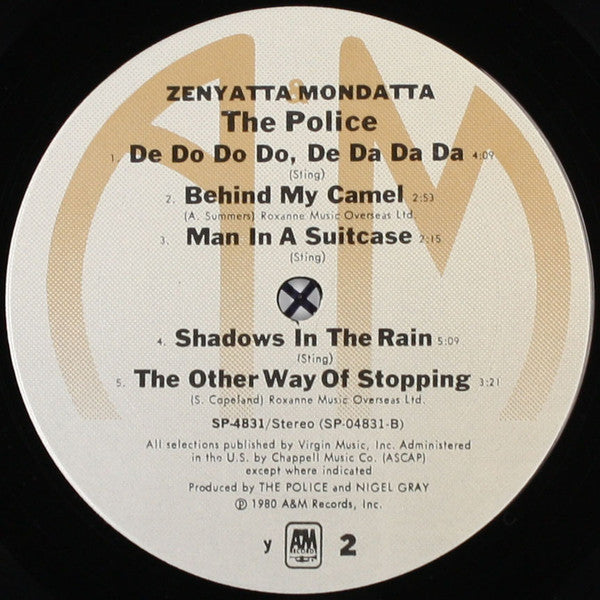 ZENYATTA MONDATTA
The Police
1. De Do Do Do, De Da Da Da 4:09
(Sting)
2. Behind My Camel 2:53
(A. Summers) Roxanne Music Overseas Ltd.
3. Man In A Suitcase 2:15
(Sting)
4. Shadows In The Rain 5:09
(Sting)
5. The Other Way Of Stopping 3:21
(S. Copeland) Roxanne Music Overseas Ltd.
SP-4831/Stereo (SP-04831-B)
All selections published by Virgin Music, Inc. Administered
in the U.S. by Chappell Music Co. (ASCAP)
except where indicated
Produced by THE POLICE and NIGEL GRAY
℗ 1980 A&M Records, Inc.
y A&M RECORDS 2
A&M